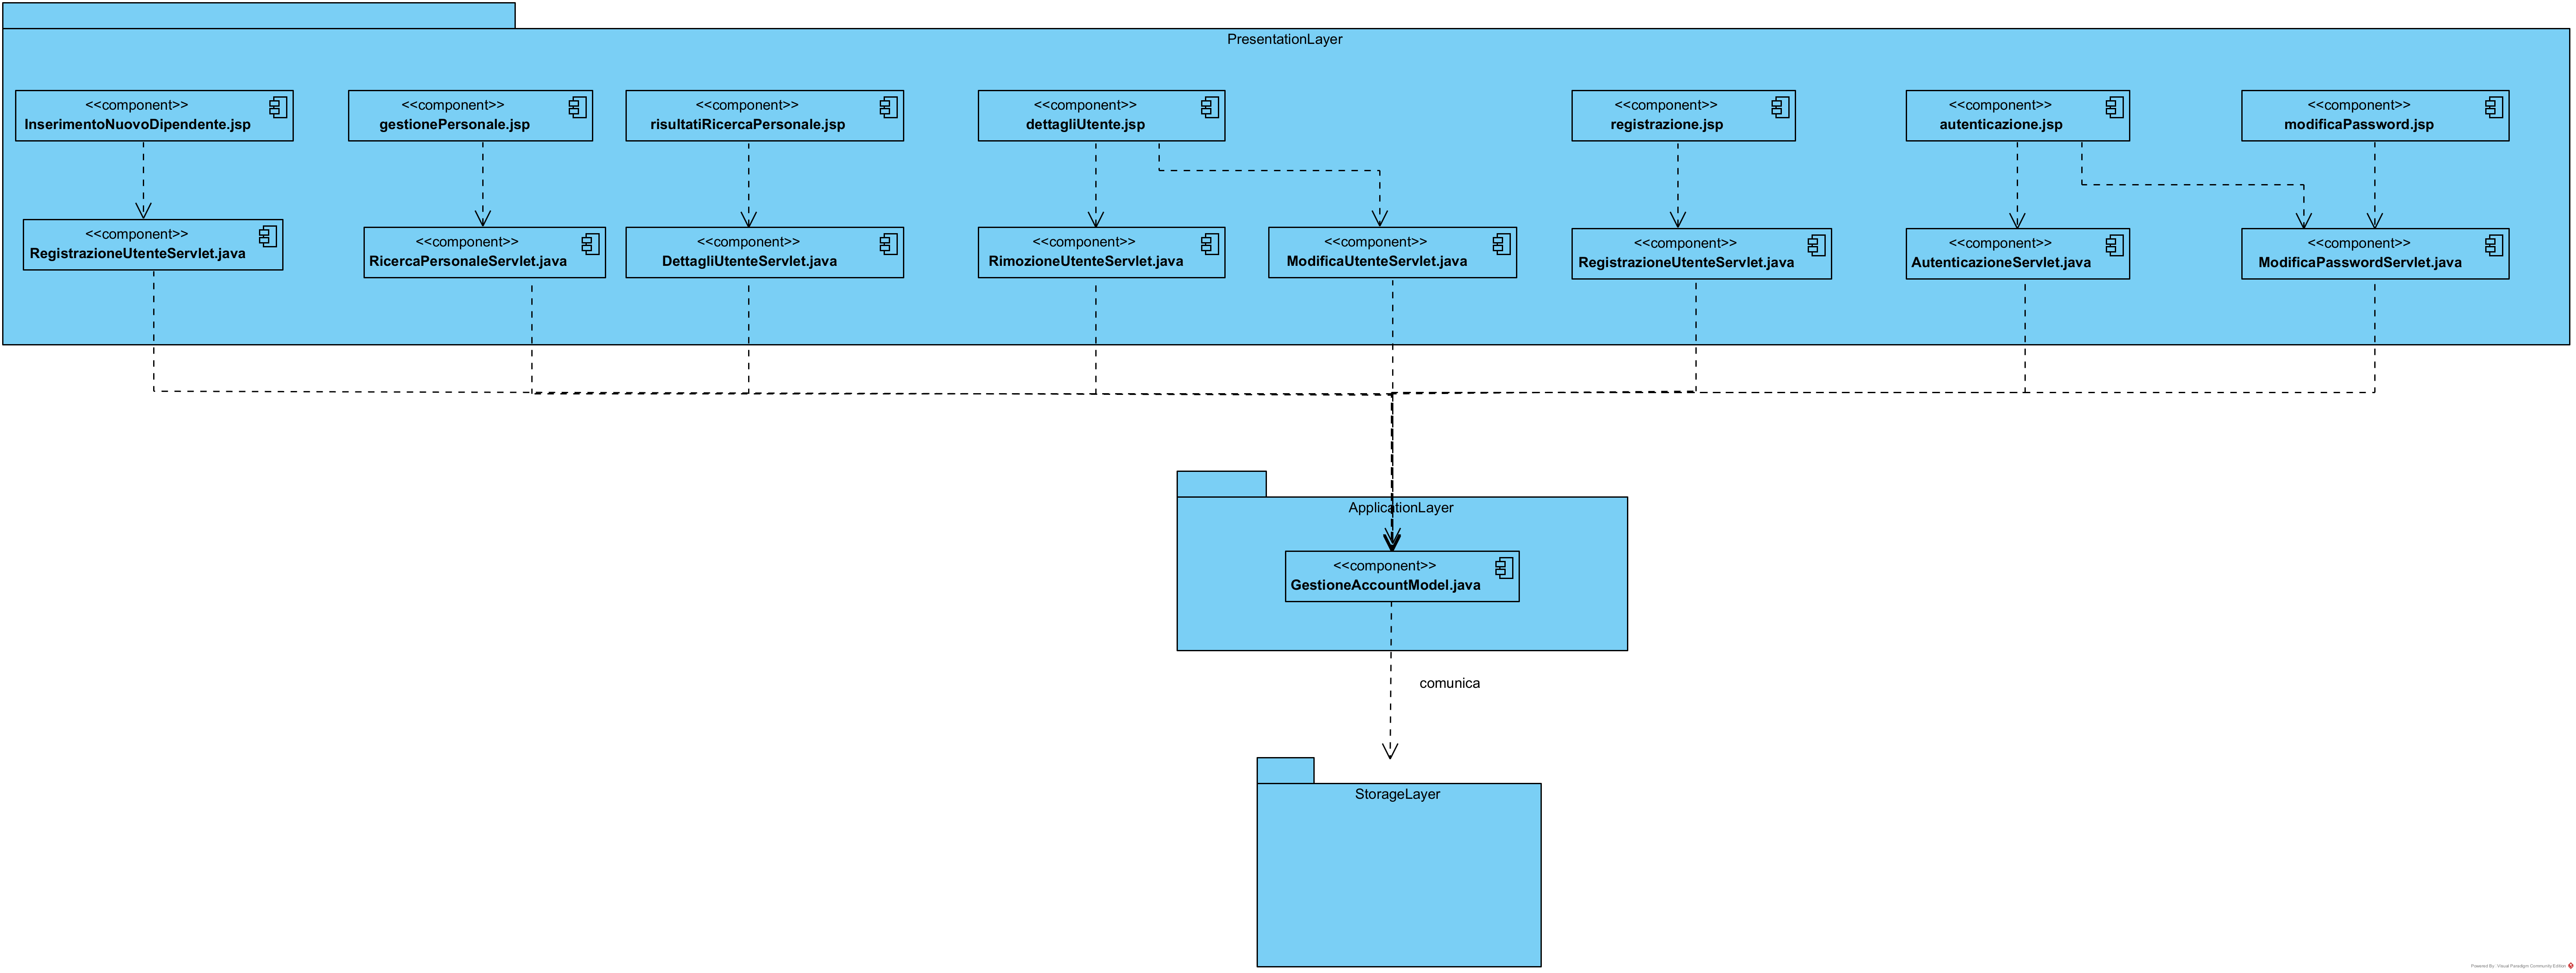 PresentationLayer
<<component>>
InserimentoNuovoDipendente.jsp
<<component>>
gestionePersonale.jsp
<<component>>
risultatiRicercaPersonale.jsp
<<component>>
dettagliUtente.jsp
<<component>>
registrazione.jsp
<<component>>
autenticazione.jsp
<<component>>
modificaPassword.jsp
<<component>>
RegistrazioneUtenteServlet.java
<<component>>
RicercaPersonaleServlet.java
<<component>>
DettagliUtenteServlet.java
<<component>>
RimozioneUtenteServlet.java
<<component>>
ModificaUtenteServlet.java
<<component>>
RegistrazioneUtenteServlet.java
<<component>>
AutenticazioneServlet.java
<<component>>
ModificaPasswordServlet.java
ApplicationLayer
<<component>>
GestioneAccountModel.java
comunica
StorageLayer
Powered By: Visual Paradigm Community Edition